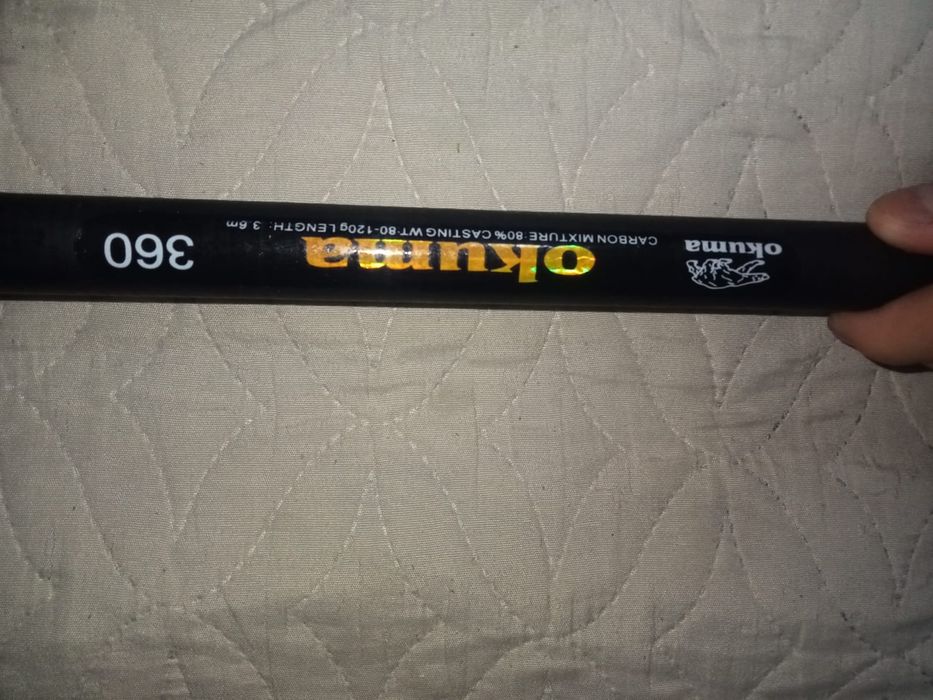 okuma
CARBON MIXTURE:80% CASTING WT:80-120g LENGTH: 3.6m
okuma
360